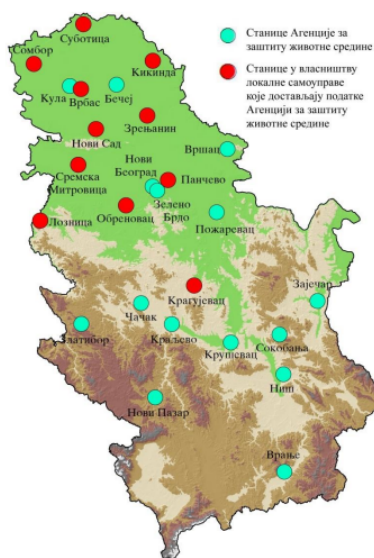 Суботица
Сомбор
Кикинда
Кула
Врбас
Бечеј
Зрењанин
Нови Сад
Вршац
Нови
Београд
Сремска
Митровица
Панчево
Обреновац
Зелено
Брдо
Лозница
Пожаревац
Крагујевац
Зајечар
Чачак
Златибор
Краљево
Крушевац
Сокобања
Ниш
Нови Пазар
Врање
Станице Агенције за
заштиту животне средине
Станице у власништву
локалне самоуправе
које достављају податке
Агенцији за заштиту
животне средине